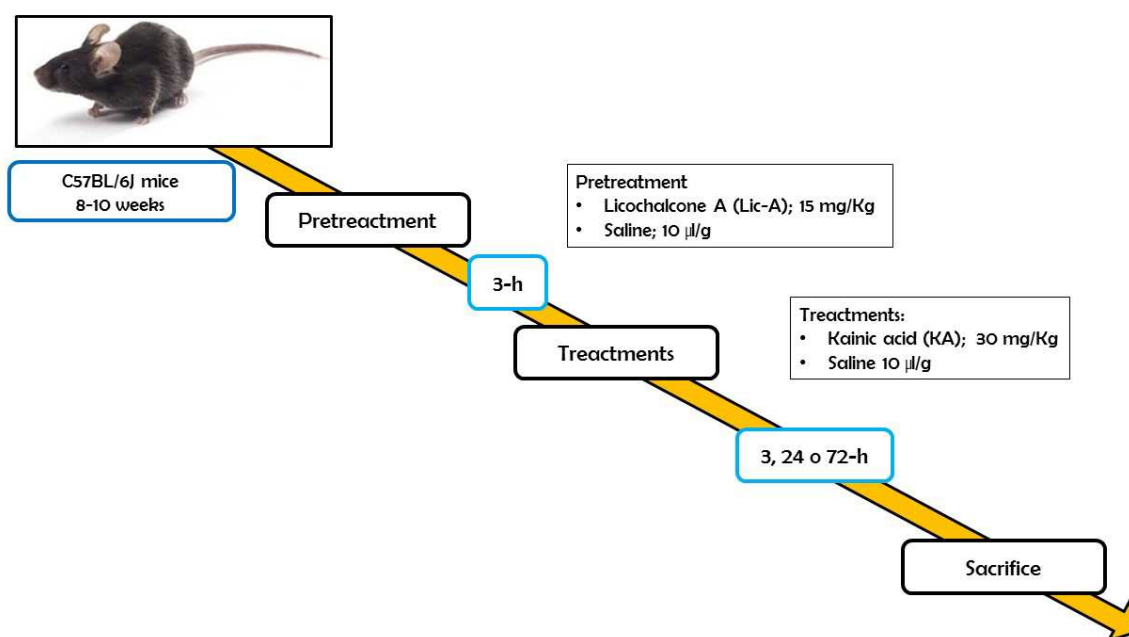 C57BL/6J mice
8-10 weeks
Pretreactment
Pretreatment
• Licochalcone A (Lic-A); 15 mg/Kg
• Saline; 10 µl/g
3-h
Treactments
Treactments:
• Kainic acid (KA); 30 mg/Kg
• Saline 10 µl/g
3, 24 o 72-h
Sacrifice